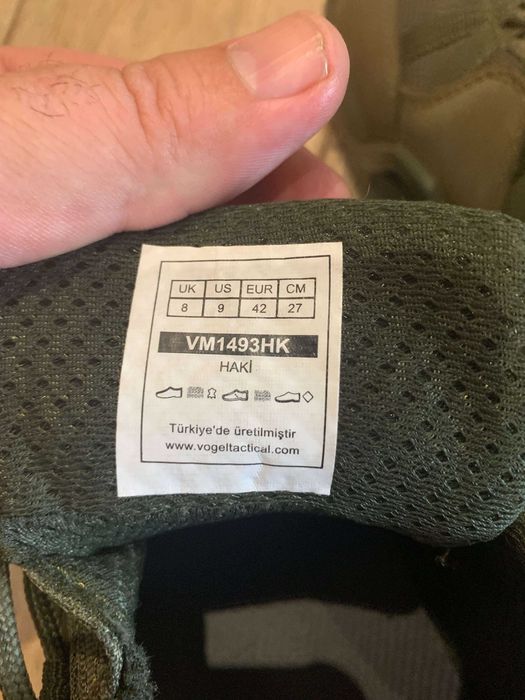 UK US EUR CM
8 9 42 27
VM1493HK
HAKİ
Türkiye'de üretilmiştir
www.vogeltactical.com